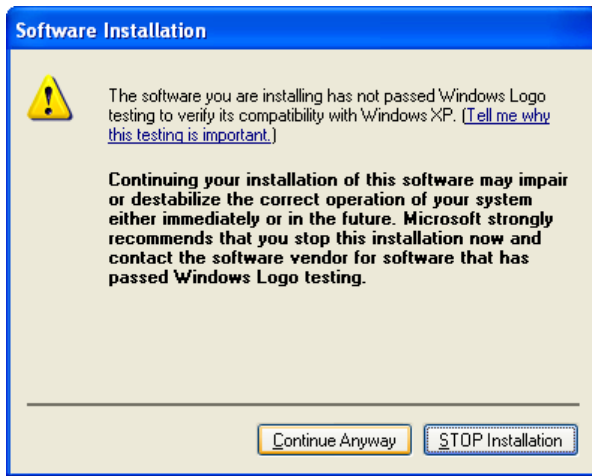 Software Installation
The software you are installing has not passed Windows Logo
testing to verify its compatibility with Windows XP. (Tell me why
this testing is important.)
Continuing your installation of this software may impair
or destabilize the correct operation of your system
either immediately or in the future. Microsoft strongly
recommends that you stop this installation now and
contact the software vendor for software that has
passed Windows Logo testing.
Continue Anyway
STOP Installation